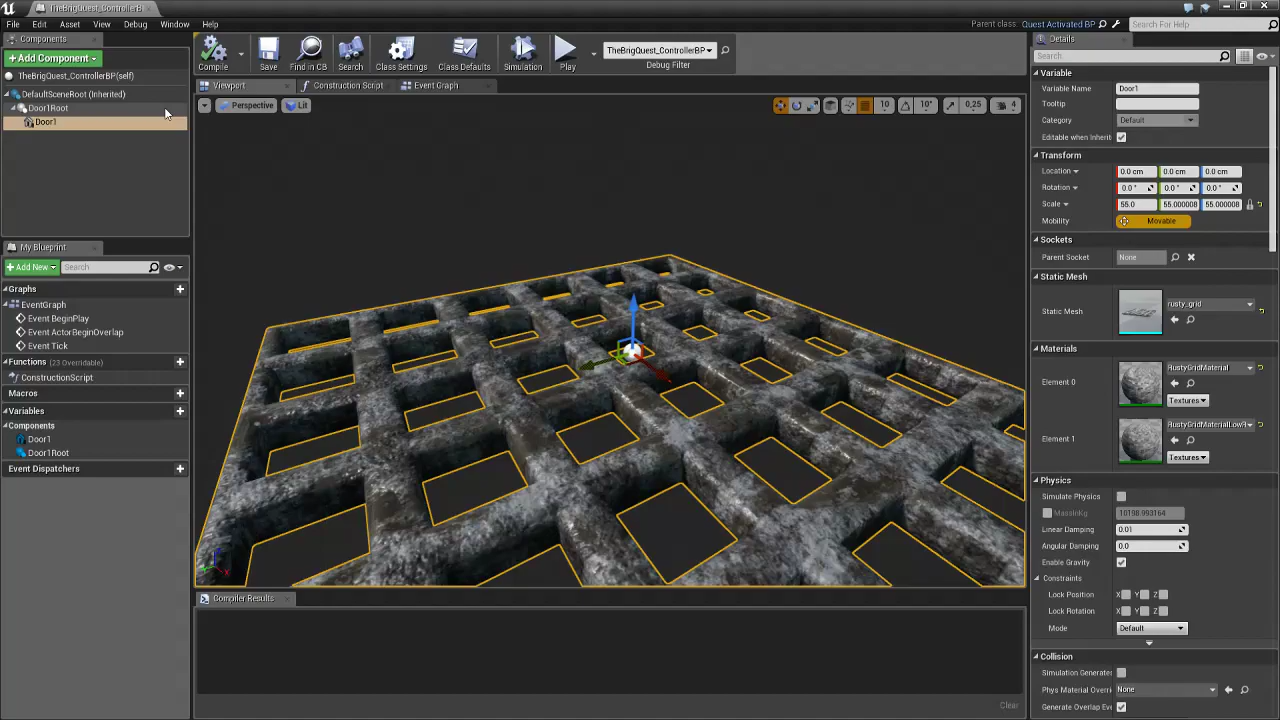 TheBrigQuest_ControllerBP
File Edit Asset View Debug Window Help
Parent class: Quest Activated BP
Search For Help
Components
Add Component
TheBrigQuest_ControllerBP(self)
DefaultSceneRoot (Inherited)
Door1Root
Door1
My Blueprint
Add New
Search
Graphs
EventGraph
Event BeginPlay
Event ActorBeginOverlap
Event Tick
Functions (23 Overridable)
ConstructionScript
Macros
Variables
Components
Door1
Door1Root
Event Dispatchers
Compile
Save
Find in CB
Search
Class Settings
Class Defaults
Simulation
Play
TheBrigQuest_ControllerBP
Debug Filter
Viewport
Construction Script
Event Graph
Perspective
Lit
10
10°
0.25
4
Compiler Results
Clear
Details
Search
Variable
Variable Name Door1
Tooltip
Category Default
Editable when Inherit
Transform
Location 0.0 cm 0.0 cm 0.0 cm
Rotation 0.0 ° 0.0 ° 0.0 °
Scale 55.0 55.000008 55.000008
Mobility Movable
Sockets
Parent Socket None
Static Mesh
Static Mesh rusty_grid
Materials
Element 0 RustyGridMaterial
Textures
Element 1 RustyGridMaterialLowR
Textures
Physics
Simulate Physics
MassInKg 10198.993164
Linear Damping 0.01
Angular Damping 0.0
Enable Gravity
Constraints
Lock Position X Y Z
Lock Rotation X Y Z
Mode Default
Collision
Simulation Generates
Phys Material Overri None
Generate Overlap Eve